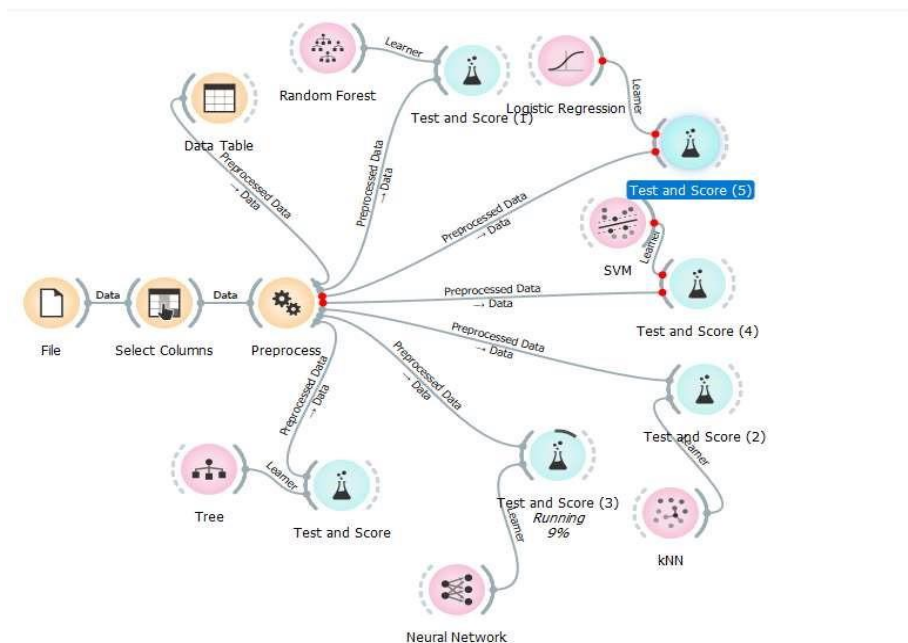 Learner
Random Forest
Test and Score (1)
Logistic Regression
Learner
Data Table
Preprocessed Data
→ Data
Preprocessed Data
→ Data
Test and Score (5)
Preprocessed Data
→ Data
SVM
Learner
Data
Data
Preprocessed Data
→ Data
Test and Score (4)
File
Select Columns
Preprocess
Preprocessed Data
→ Data
Preprocessed Data
→ Data
Preprocessed Data
→ Data
Test and Score (2)
Learner
Tree
Learner
Test and Score
Test and Score (3)
Running
9%
Learner
kNN
Neural Network